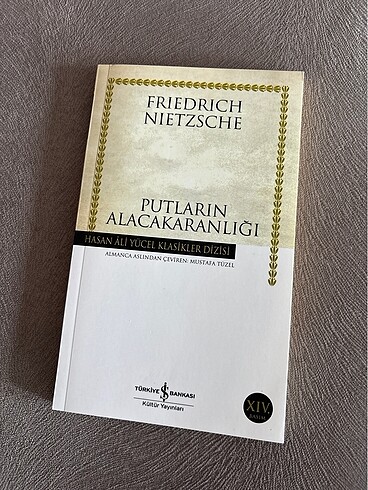 FRIEDRICH
NIETZSCHE
PUTLARIN
ALACAKARANLIĞI
HASAN ÂLİ YÜCEL KLASİKLER DİZİSİ
ALMANCA ASLINDAN ÇEVİREN: MUSTAFA TÜZEL
TÜRKİYE İŞ BANKASI
Kültür Yayınları
XIV.
BASIM